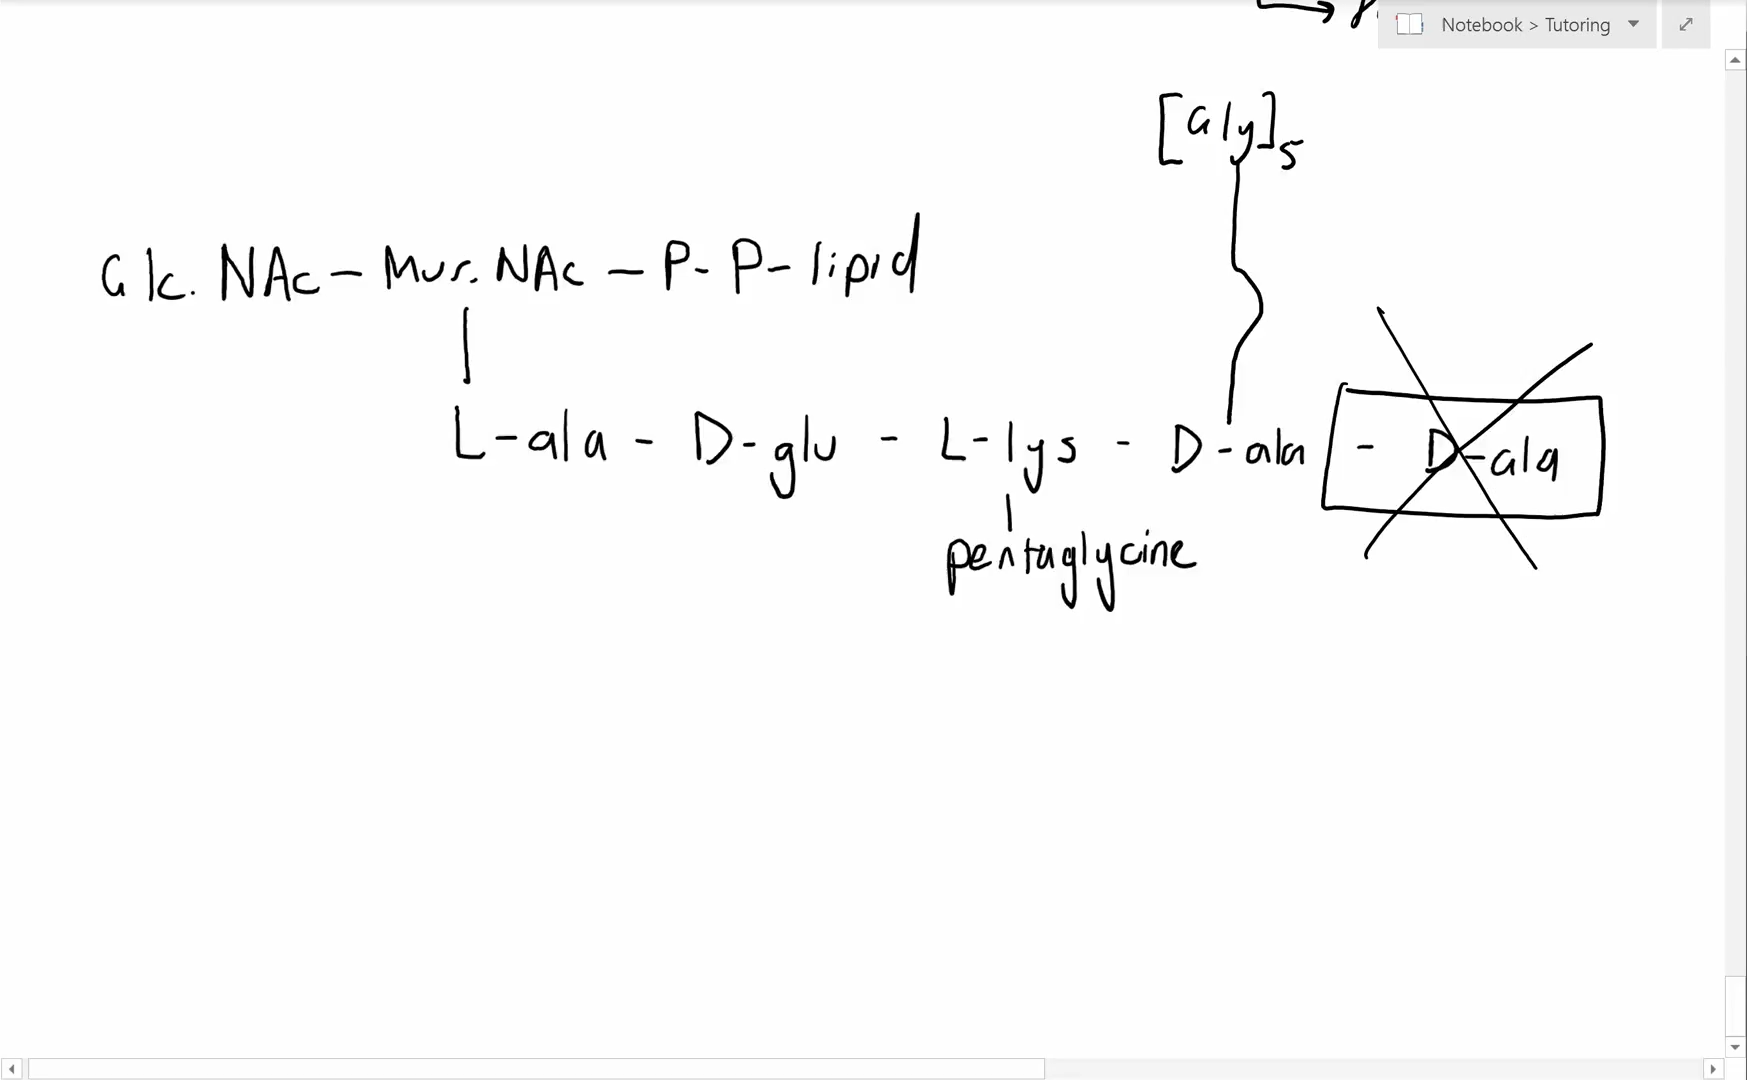 Notebook > Tutoring
[Gly]5
Glc. NAc - Mur. NAc - P - P - lipid
L-ala - D-glu - L-lys - D-ala - D-ala
pentaglycine